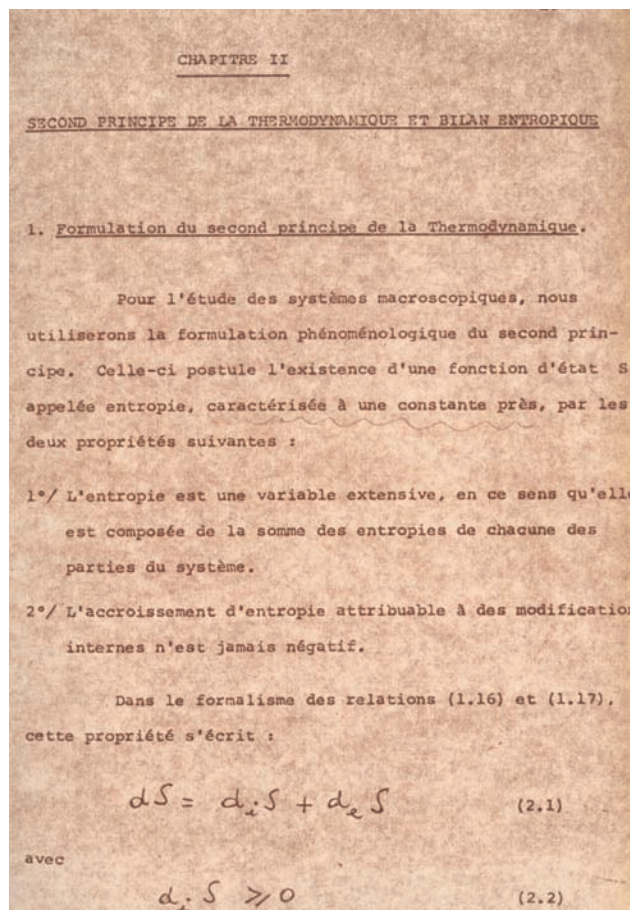 CHAPITRE II
SECOND PRINCIPE DE LA THERMODYNAMIQUE ET BILAN ENTROPIQUE
1. Formulation du second principe de la Thermodynamique.
Pour l'étude des systèmes macroscopiques, nous
utiliserons la formulation phénoménologique du second prin-
cipe. Celle-ci postule l'existence d'une fonction d'état S
appelée entropie, caractérisée à une constante près, par les
deux propriétés suivantes :
1°/ L'entropie est une variable extensive, en ce sens qu'elle
est composée de la somme des entropies de chacune des
parties du système.
2°/ L'accroissement d'entropie attribuable à des modification
internes n'est jamais négatif.
Dans le formalisme des relations (1.16) et (1.17),
cette propriété s'écrit :
dS = d_i S + d_e S (2.1)
avec
d_i S ⩾ 0 (2.2)